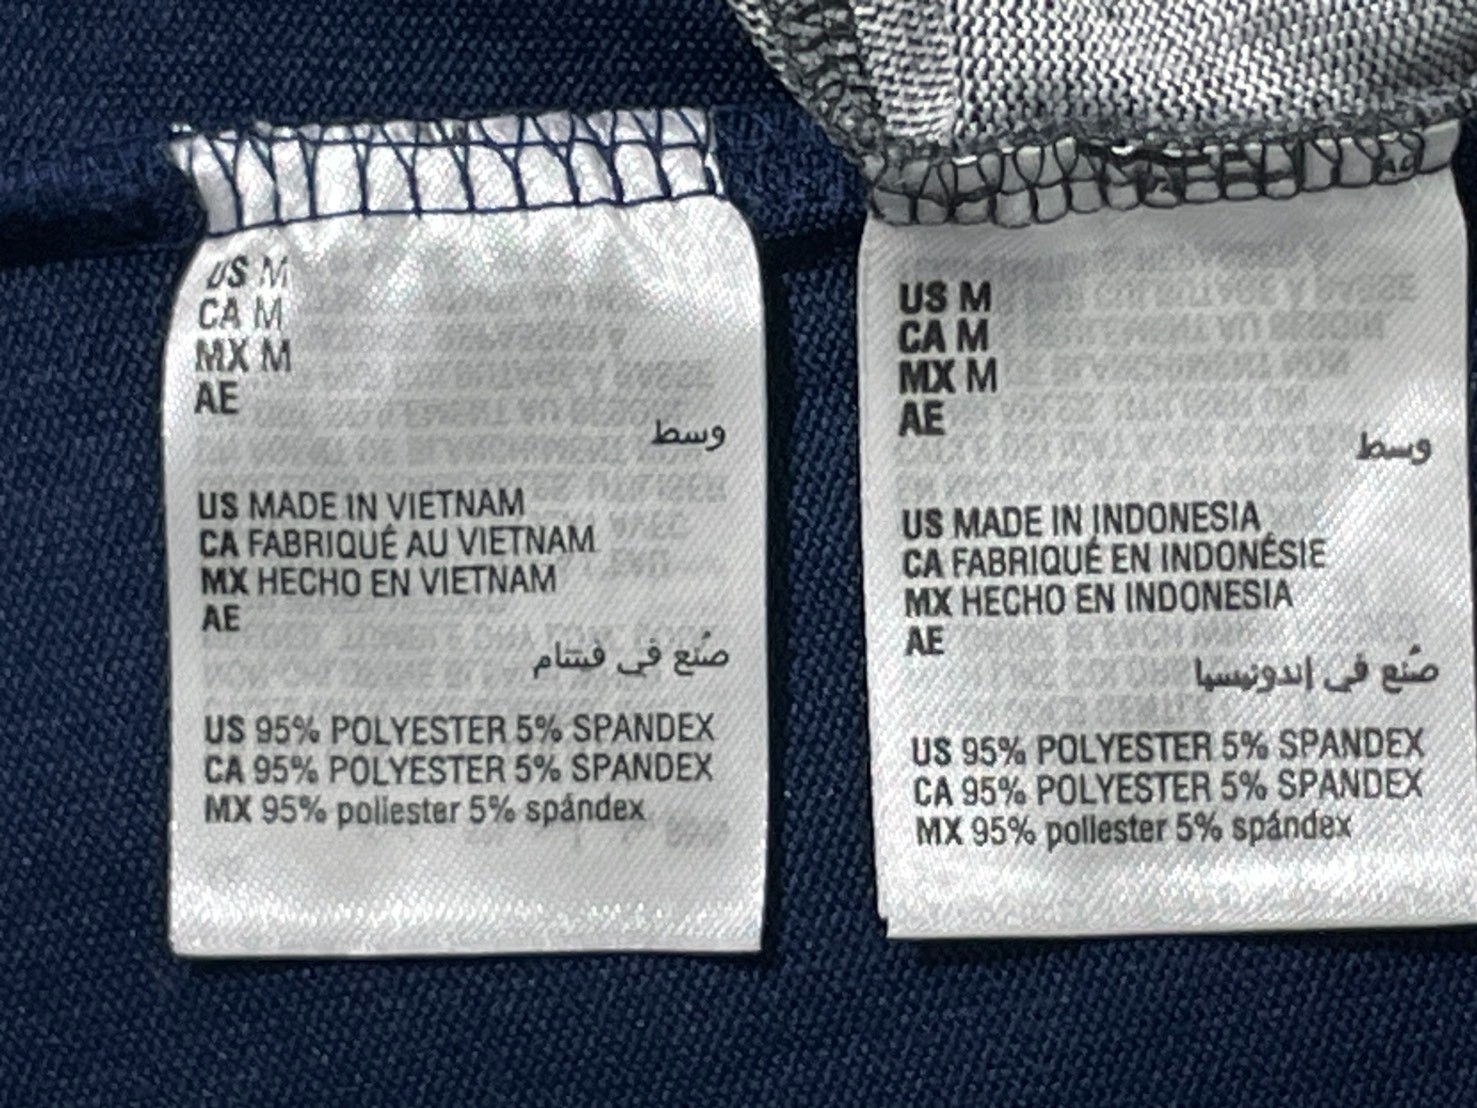 US M
CA M
MX M
AE
وسط
US MADE IN VIETNAM
CA FABRIQUÉ AU VIETNAM
MX HECHO EN VIETNAM
AE
صُنع في فيتنام
US 95% POLYESTER 5% SPANDEX
CA 95% POLYESTER 5% SPANDEX
MX 95% poliester 5% spándex
US M
CA M
MX M
AE
وسط
US MADE IN INDONESIA
CA FABRIQUÉ EN INDONÉSIE
MX HECHO EN INDONESIA
AE
صُنع في إندونيسيا
US 95% POLYESTER 5% SPANDEX
CA 95% POLYESTER 5% SPANDEX
MX 95% poliester 5% spándex